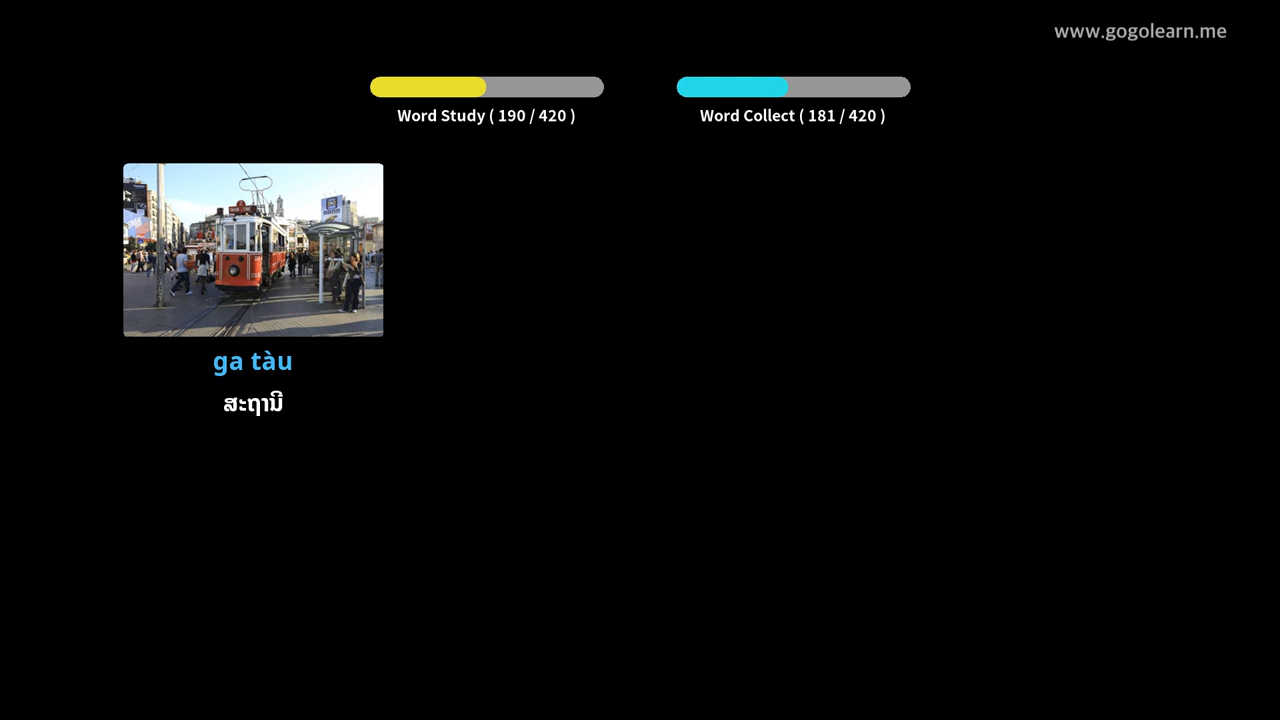 www.gogolearn.me
Word Study ( 190 / 420 )
Word Collect ( 181 / 420 )
ga tàu
ສະຖານີ